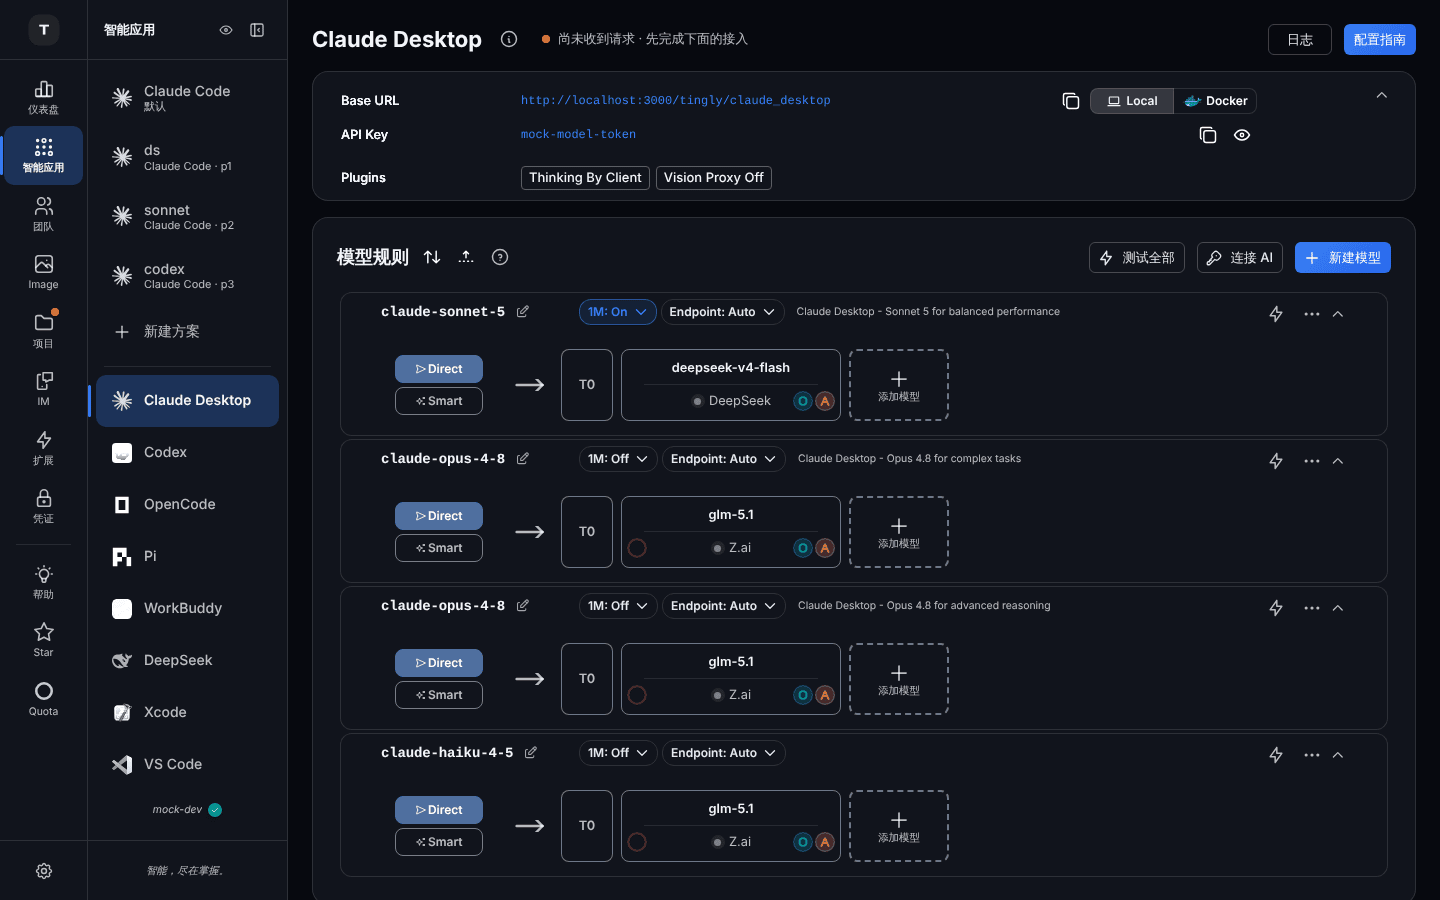 T
智能应用
仪表盘
智能应用
团队
Image
项目
IM
扩展
凭证
帮助
Star
Quota
Claude Code
默认
ds
Claude Code · p1
sonnet
Claude Code · p2
codex
Claude Code · p3
新建方案
Claude Desktop
Codex
OpenCode
Pi
WorkBuddy
DeepSeek
Xcode
VS Code
mock-dev
智能，尽在掌握。
Claude Desktop
尚未收到请求 · 先完成下面的接入
日志
配置指南
Base URL
http://localhost:3000/tingly/claude_desktop
Local
Docker
API Key
mock-model-token
Plugins
Thinking By Client
Vision Proxy Off
模型规则
测试全部
连接 AI
新建模型
claude-sonnet-5
1M: On
Endpoint: Auto
Claude Desktop - Sonnet 5 for balanced performance
Direct
Smart
T0
deepseek-v4-flash
DeepSeek
O
A
添加模型
claude-opus-4-8
1M: Off
Endpoint: Auto
Claude Desktop - Opus 4.8 for complex tasks
Direct
Smart
T0
glm-5.1
Z.ai
O
A
添加模型
claude-opus-4-8
1M: Off
Endpoint: Auto
Claude Desktop - Opus 4.8 for advanced reasoning
Direct
Smart
T0
glm-5.1
Z.ai
O
A
添加模型
claude-haiku-4-5
1M: Off
Endpoint: Auto
Direct
Smart
T0
glm-5.1
Z.ai
O
A
添加模型